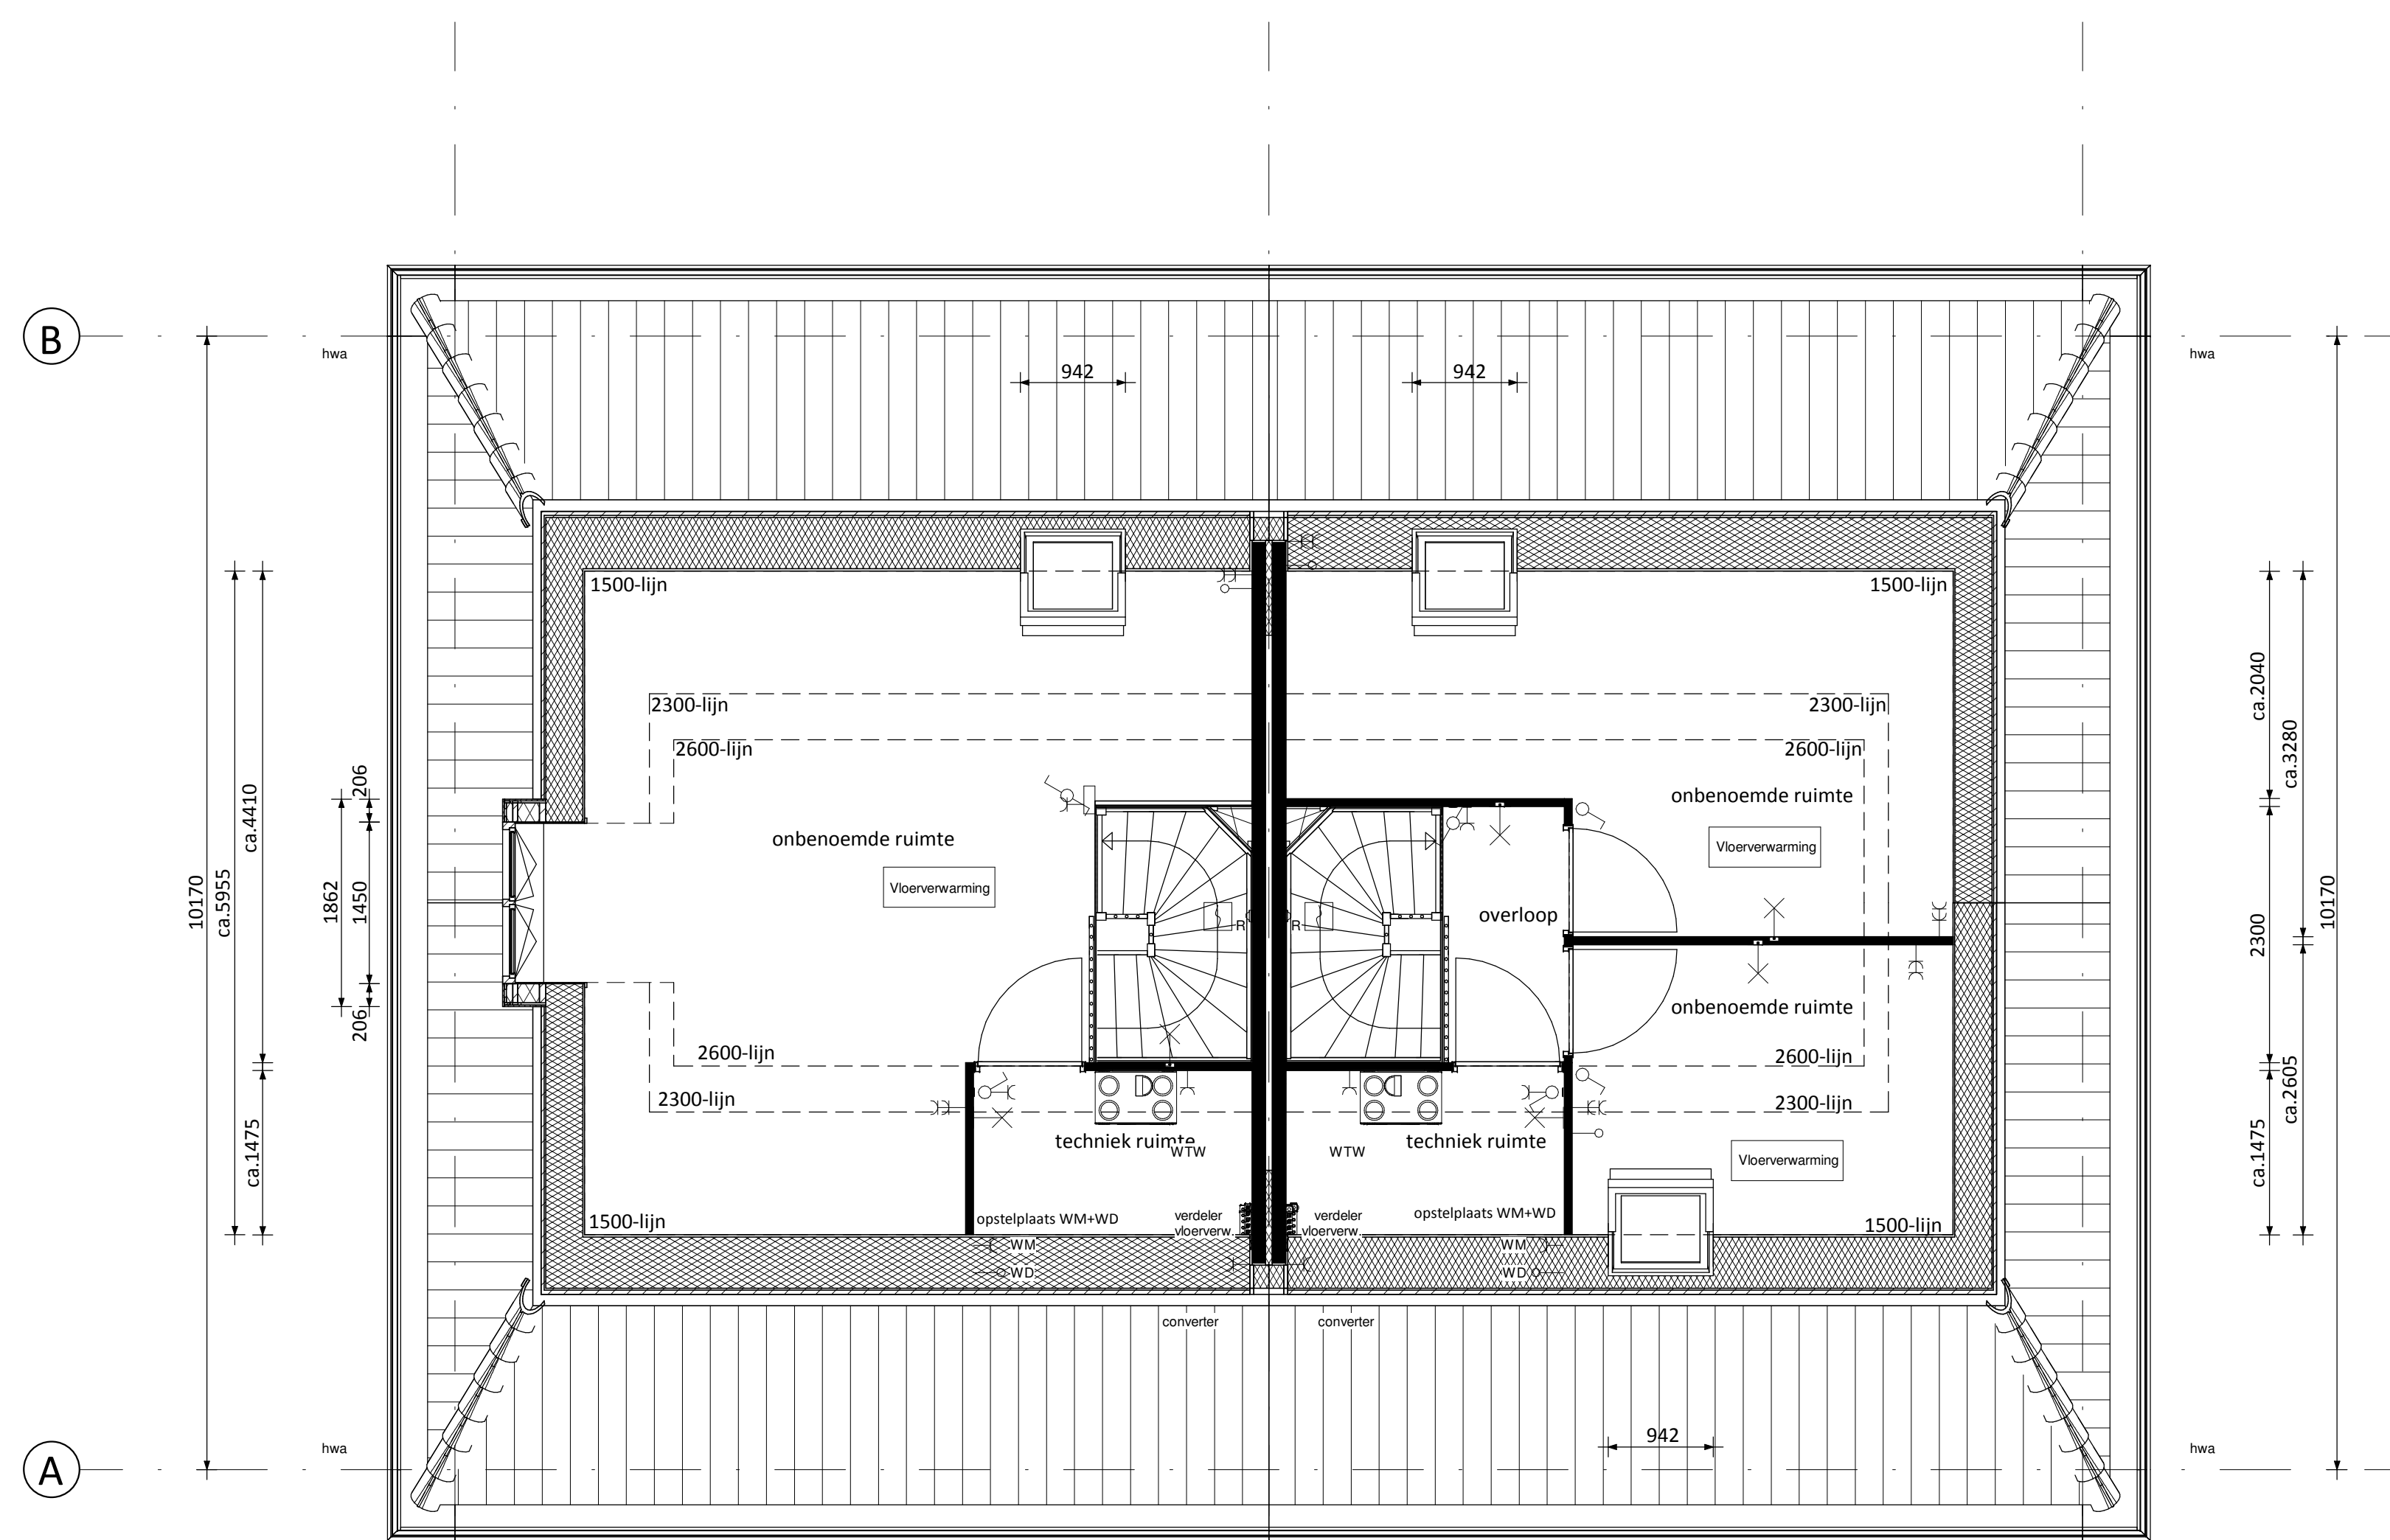 B
hwa
hwa
942
942
1500-lijn
1500-lijn
2300-lijn
2300-lijn
2600-lijn
2600-lijn
onbenoemde ruimte
onbenoemde ruimte
Vloerverwarming
Vloerverwarming
R
R
overloop
onbenoemde ruimte
2600-lijn
2600-lijn
2300-lijn
2300-lijn
techniek ruimte
WTW
WTW
techniek ruimte
Vloerverwarming
1500-lijn
opstelplaats WM+WD
verdeler
vloerverw.
verdeler
vloerverw.
opstelplaats WM+WD
1500-lijn
WM
WD
WM
WD
converter
converter
942
hwa
hwa
A
10170
ca.5955
ca.4410
ca.1475
1862
206
1450
206
ca.2040
ca.3280
2300
ca.2605
ca.1475
10170